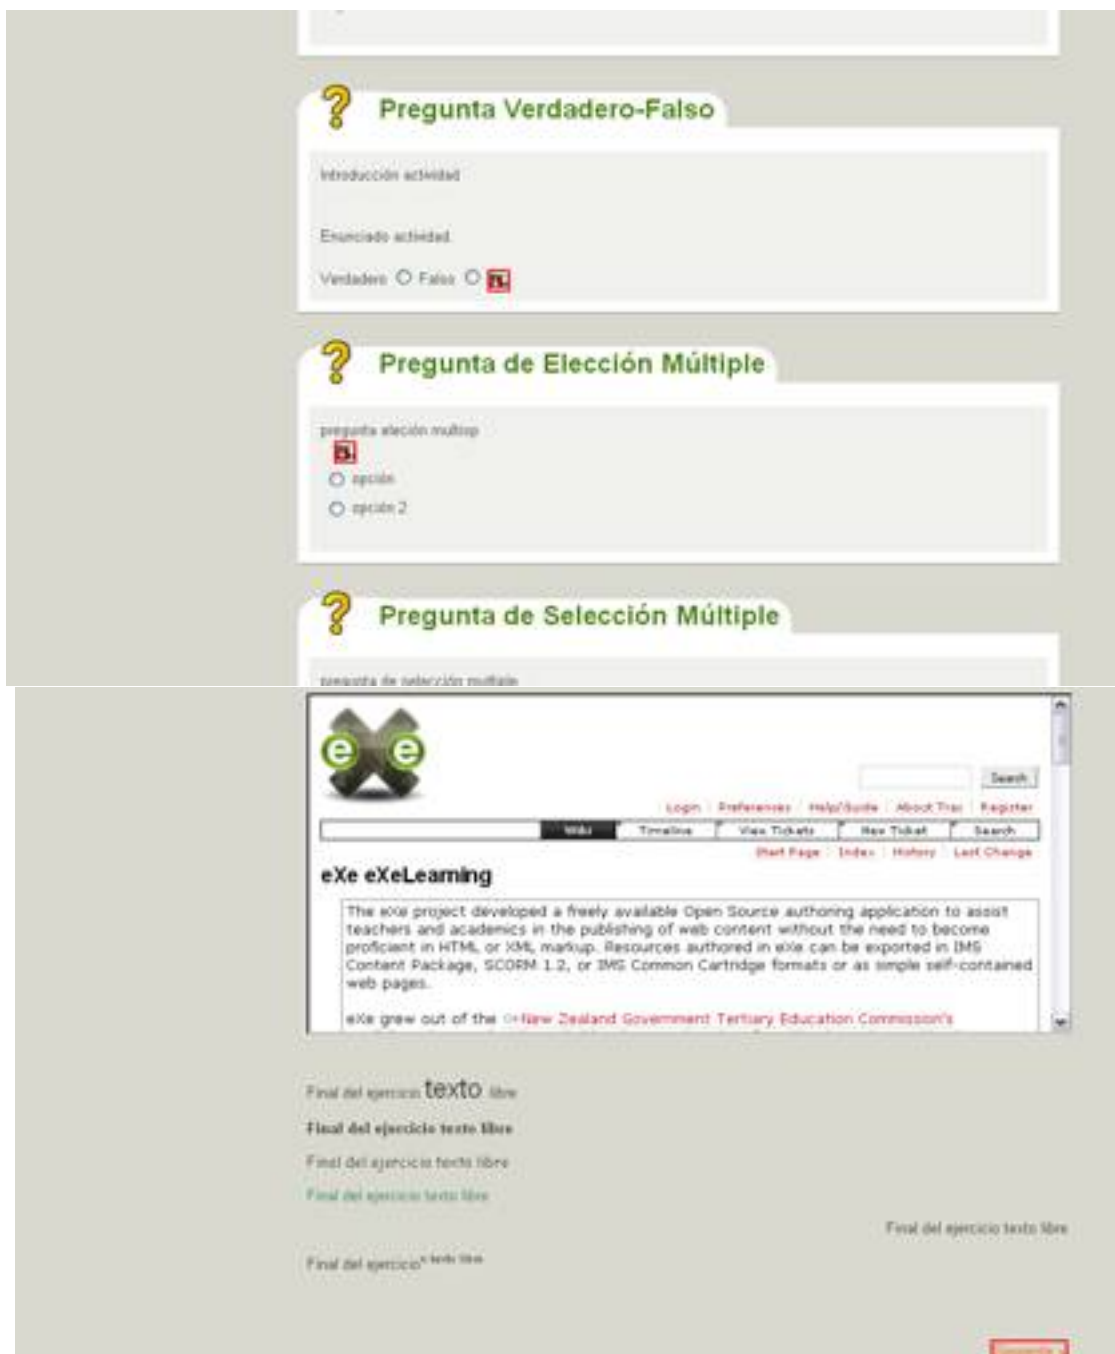 Pregunta Verdadero-Falso
Introducción actividad
Enunciado actividad
Verdadero Falso
Pregunta de Elección Múltiple
pregunta eleción multiop
opción
opción 2
Pregunta de Selección Múltiple
pregunta de selección multiple
e e
Search
Login Preferences Help/Guide About Trac Register
Wiki Timeline View Tickets New Ticket Search
Start Page Index History Last Change
eXe eXeLearning
The eXe project developed a freely available Open Source authoring application to assist
teachers and academics in the publishing of web content without the need to become
proficient in HTML or XML markup. Resources authored in eXe can be exported in IMS
Content Package, SCORM 1.2, or IMS Common Cartridge formats or as simple self-contained
web pages.
eXe grew out of the New Zealand Government Tertiary Education Commission's
Final del ejercicio texto libre
Final del ejercicio texto libre
Final del ejercicio texto libre
Final del ejercicio texto libre
Final del ejercicio texto libre
Final del ejercicio texto libre